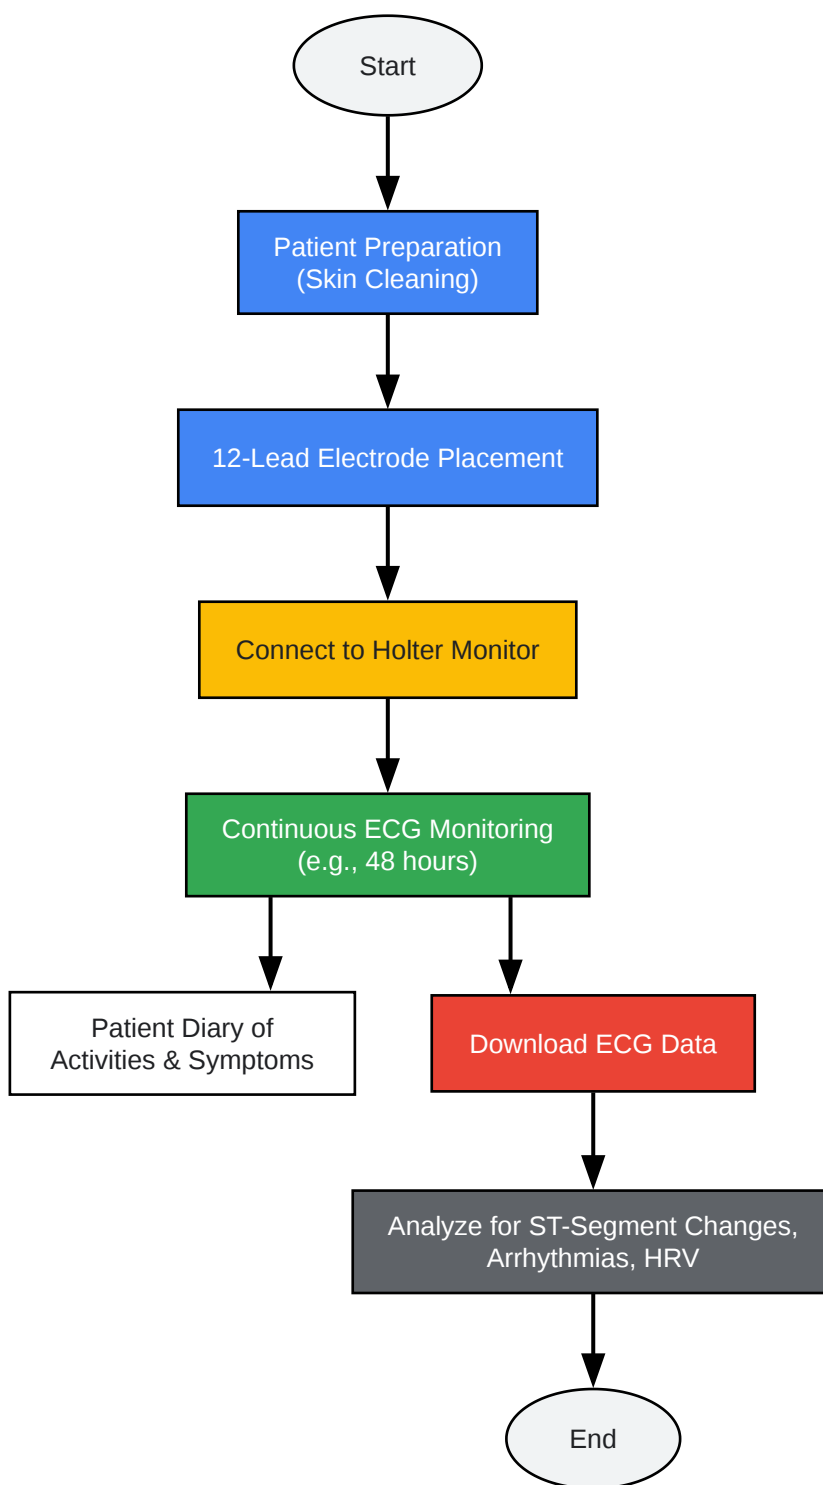 Start
Patient Preparation
(Skin Cleaning)
12-Lead Electrode Placement
Connect to Holter Monitor
Continuous ECG Monitoring
(e.g., 48 hours)
Patient Diary of
Activities & Symptoms
Download ECG Data
Analyze for ST-Segment Changes,
Arrhythmias, HRV
End